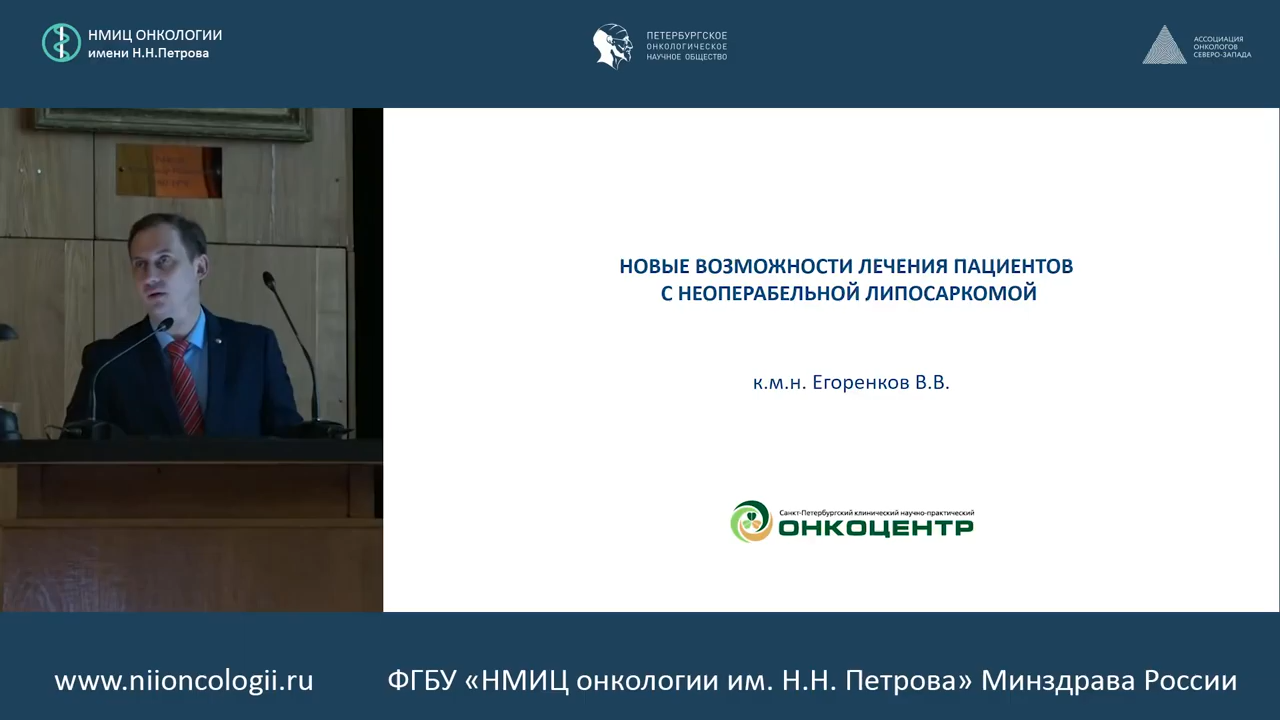 НМИЦ ОНКОЛОГИИ
имени Н.Н.Петрова
ПЕТЕРБУРГСКОЕ
ОНКОЛОГИЧЕСКОЕ
НАУЧНОЕ ОБЩЕСТВО
АССОЦИАЦИЯ
ОНКОЛОГОВ
СЕВЕРО-ЗАПАДА
НОВЫЕ ВОЗМОЖНОСТИ ЛЕЧЕНИЯ ПАЦИЕНТОВ
С НЕОПЕРАБЕЛЬНОЙ ЛИПОСАРКОМОЙ
к.м.н. Егоренков В.В.
Санкт-Петербургский клинический научно-практический
ОНКОЦЕНТР
www.niioncologii.ru
ФГБУ «НМИЦ онкологии им. Н.Н. Петрова» Минздрава России